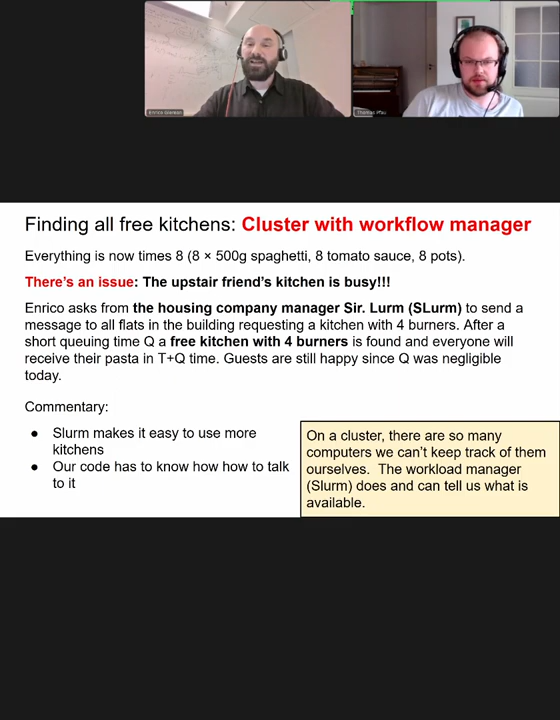 Enrico Glerean
Thomas Pfau
Finding all free kitchens: Cluster with workflow manager
Everything is now times 8 (8 × 500g spaghetti, 8 tomato sauce, 8 pots).
There's an issue: The upstair friend's kitchen is busy!!!
Enrico asks from the housing company manager Sir. Lurm (SLurm) to send a
message to all flats in the building requesting a kitchen with 4 burners. After a
short queuing time Q a free kitchen with 4 burners is found and everyone will
receive their pasta in T+Q time. Guests are still happy since Q was negligible
today.
Commentary:
● Slurm makes it easy to use more
kitchens
● Our code has to know how how to talk
to it
On a cluster, there are so many
computers we can't keep track of them
ourselves.  The workload manager
(Slurm) does and can tell us what is
available.